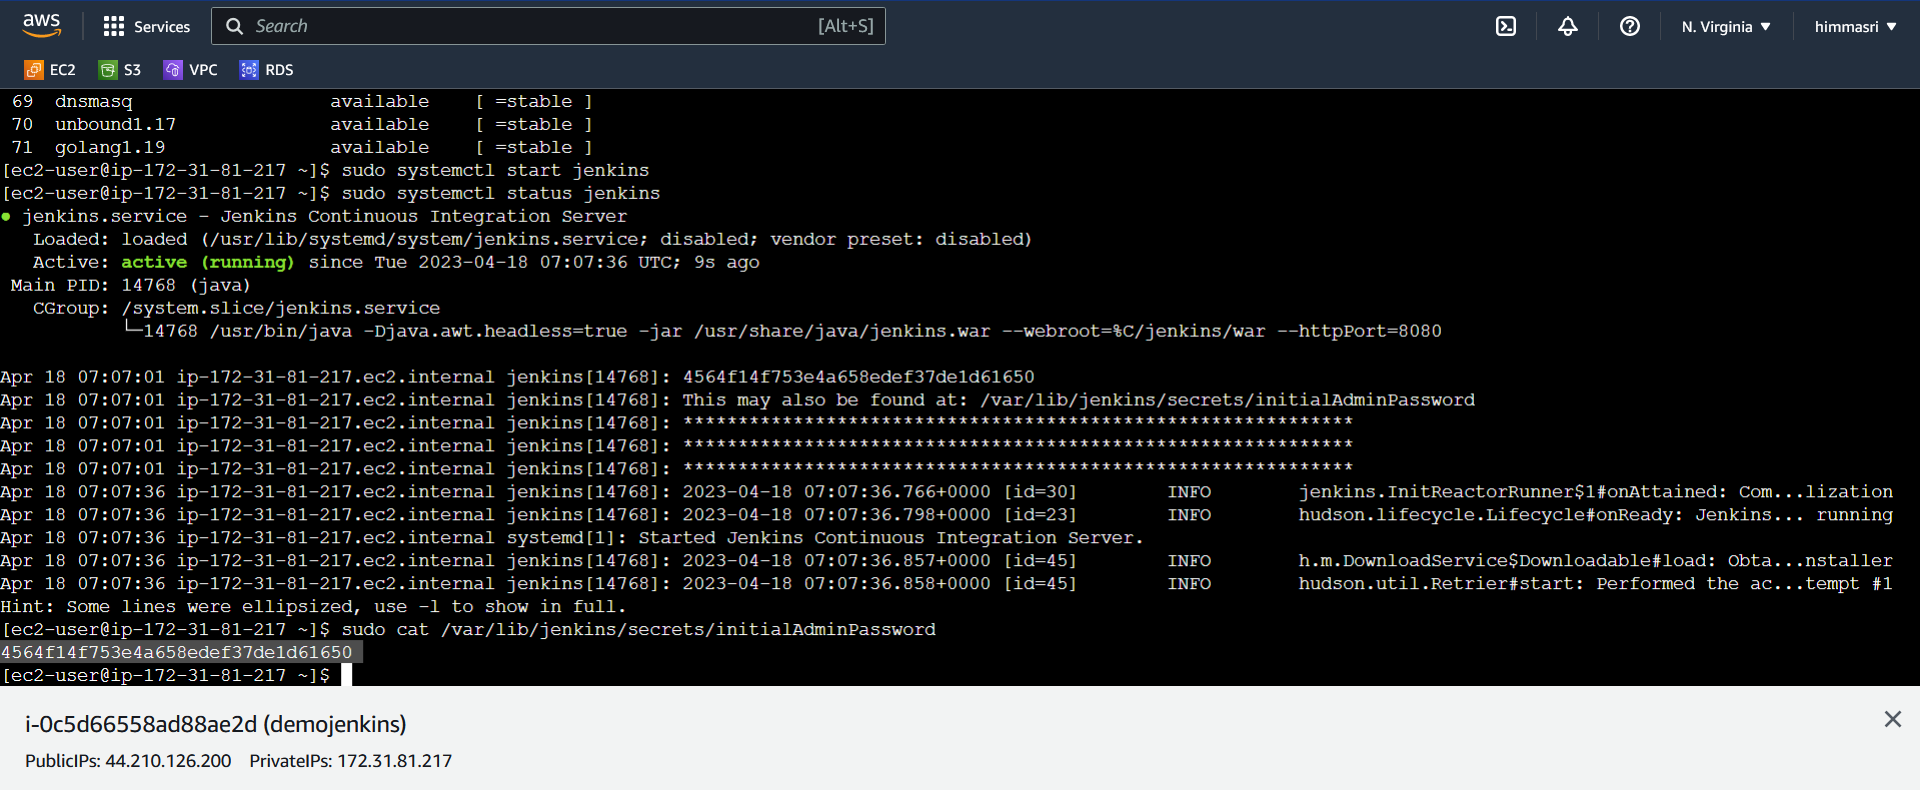 aws
Services
Search [Alt+S]
N. Virginia ▼
himmasri ▼
EC2 S3 VPC RDS
69 dnsmasq available [ =stable ]
70 unbound1.17 available [ =stable ]
71 golang1.19 available [ =stable ]
[ec2-user@ip-172-31-81-217 ~]$ sudo systemctl start jenkins
[ec2-user@ip-172-31-81-217 ~]$ sudo systemctl status jenkins
● jenkins.service - Jenkins Continuous Integration Server
Loaded: loaded (/usr/lib/systemd/system/jenkins.service; disabled; vendor preset: disabled)
Active: active (running) since Tue 2023-04-18 07:07:36 UTC; 9s ago
Main PID: 14768 (java)
CGroup: /system.slice/jenkins.service
└─14768 /usr/bin/java -Djava.awt.headless=true -jar /usr/share/java/jenkins.war --webroot=%C/jenkins/war --httpPort=8080
Apr 18 07:07:01 ip-172-31-81-217.ec2.internal jenkins[14768]: 4564f14f753e4a658edef37de1d61650
Apr 18 07:07:01 ip-172-31-81-217.ec2.internal jenkins[14768]: This may also be found at: /var/lib/jenkins/secrets/initialAdminPassword
Apr 18 07:07:01 ip-172-31-81-217.ec2.internal jenkins[14768]: *************************************************************
Apr 18 07:07:01 ip-172-31-81-217.ec2.internal jenkins[14768]: *************************************************************
Apr 18 07:07:01 ip-172-31-81-217.ec2.internal jenkins[14768]: *************************************************************
Apr 18 07:07:36 ip-172-31-81-217.ec2.internal jenkins[14768]: 2023-04-18 07:07:36.766+0000 [id=30] INFO jenkins.InitReactorRunner$1#onAttained: Com...lization
Apr 18 07:07:36 ip-172-31-81-217.ec2.internal jenkins[14768]: 2023-04-18 07:07:36.798+0000 [id=23] INFO hudson.lifecycle.Lifecycle#onReady: Jenkins... running
Apr 18 07:07:36 ip-172-31-81-217.ec2.internal systemd[1]: Started Jenkins Continuous Integration Server.
Apr 18 07:07:36 ip-172-31-81-217.ec2.internal jenkins[14768]: 2023-04-18 07:07:36.857+0000 [id=45] INFO h.m.DownloadService$Downloadable#load: Obta...nstaller
Apr 18 07:07:36 ip-172-31-81-217.ec2.internal jenkins[14768]: 2023-04-18 07:07:36.858+0000 [id=45] INFO hudson.util.Retrier#start: Performed the ac...tempt #1
Hint: Some lines were ellipsized, use -l to show in full.
[ec2-user@ip-172-31-81-217 ~]$ sudo cat /var/lib/jenkins/secrets/initialAdminPassword
4564f14f753e4a658edef37de1d61650
[ec2-user@ip-172-31-81-217 ~]$
i-0c5d66558ad88ae2d (demojenkins)
PublicIPs: 44.210.126.200 PrivateIPs: 172.31.81.217